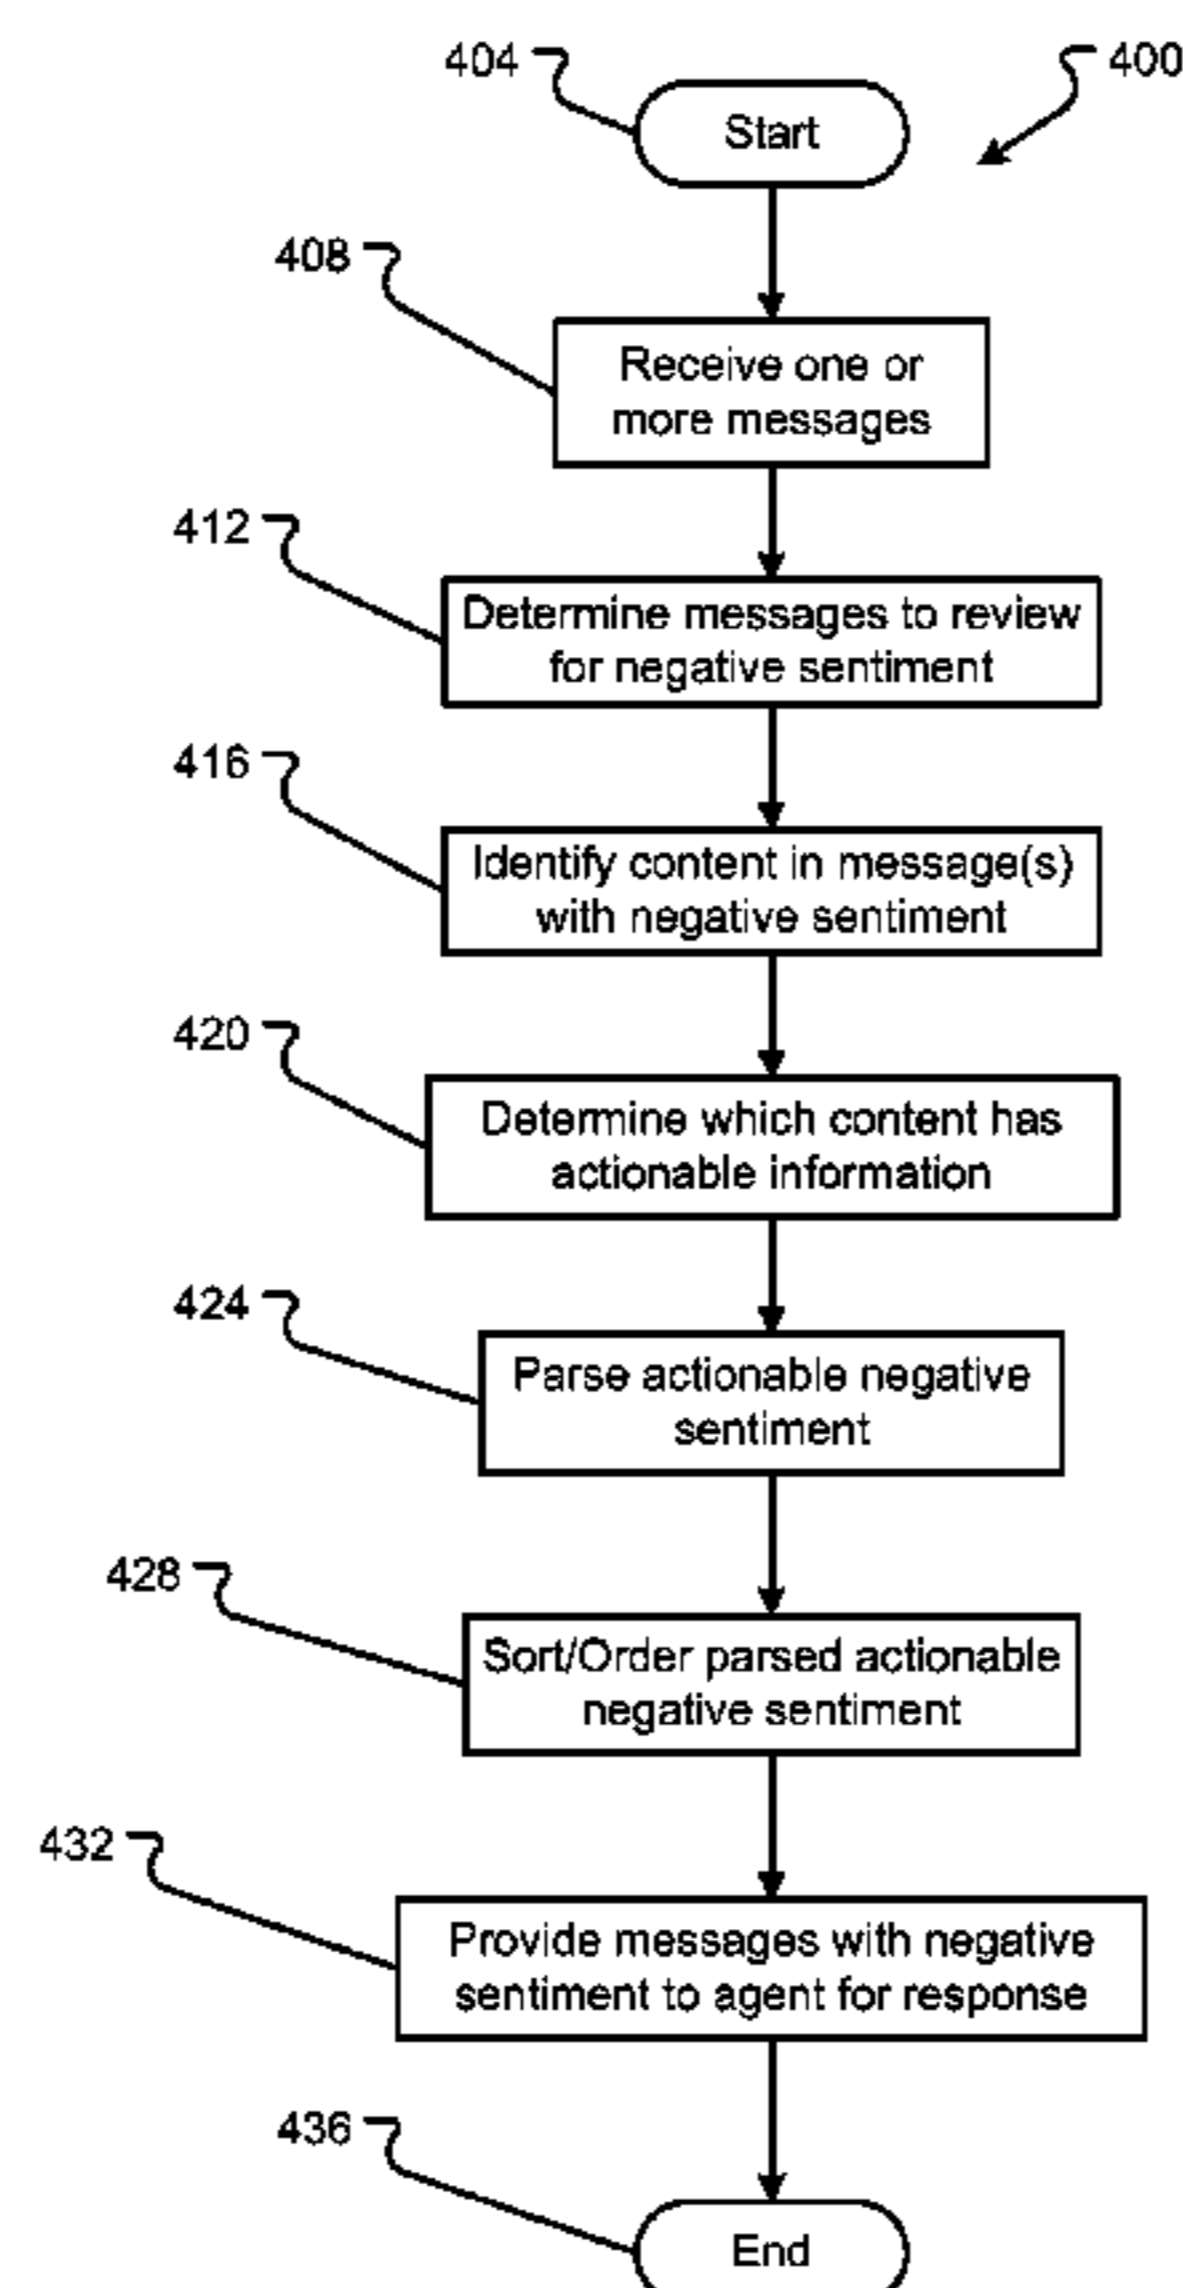 404
400
Start
408
Receive one or
more messages
412
Determine messages to review
for negative sentiment
416
Identify content in message(s)
with negative sentiment
420
Determine which content has
actionable information
424
Parse actionable negative
sentiment
428
Sort/Order parsed actionable
negative sentiment
432
Provide messages with negative
sentiment to agent for response
436
End